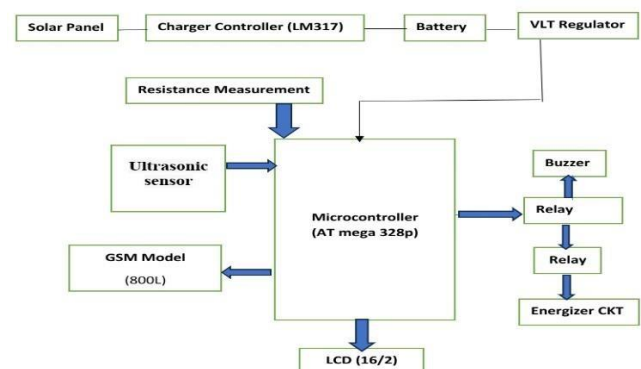 Solar Panel
Charger Controller (LM317)
Battery
VLT Regulator
Resistance Measurement
Ultrasonic
sensor
Buzzer
Relay
Microcontroller
(AT mega 328p)
GSM Model
(800L)
Relay
Energizer CKT
LCD (16/2)